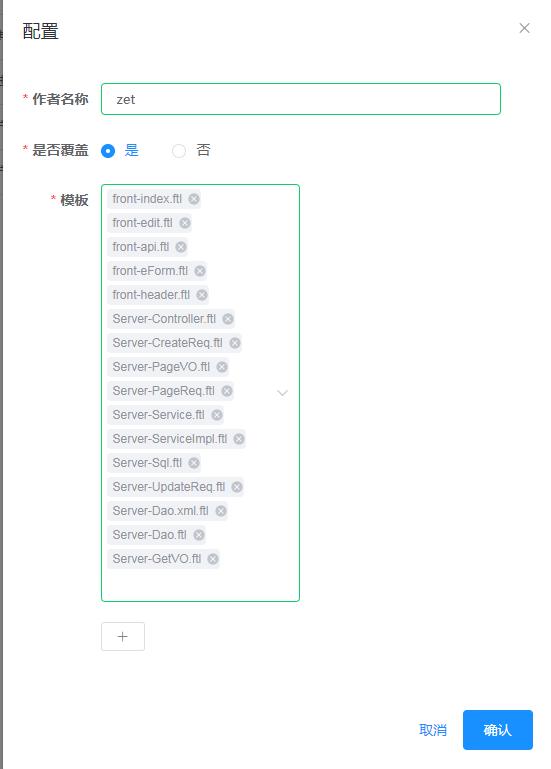 配置
* 作者名称 zet
* 是否覆盖 是 否
* 模板
front-index.ftl
front-edit.ftl
front-api.ftl
front-eForm.ftl
front-header.ftl
Server-Controller.ftl
Server-CreateReq.ftl
Server-PageVO.ftl
Server-PageReq.ftl
Server-Service.ftl
Server-ServiceImpl.ftl
Server-Sql.ftl
Server-UpdateReq.ftl
Server-Dao.xml.ftl
Server-Dao.ftl
Server-GetVO.ftl
取消 确认